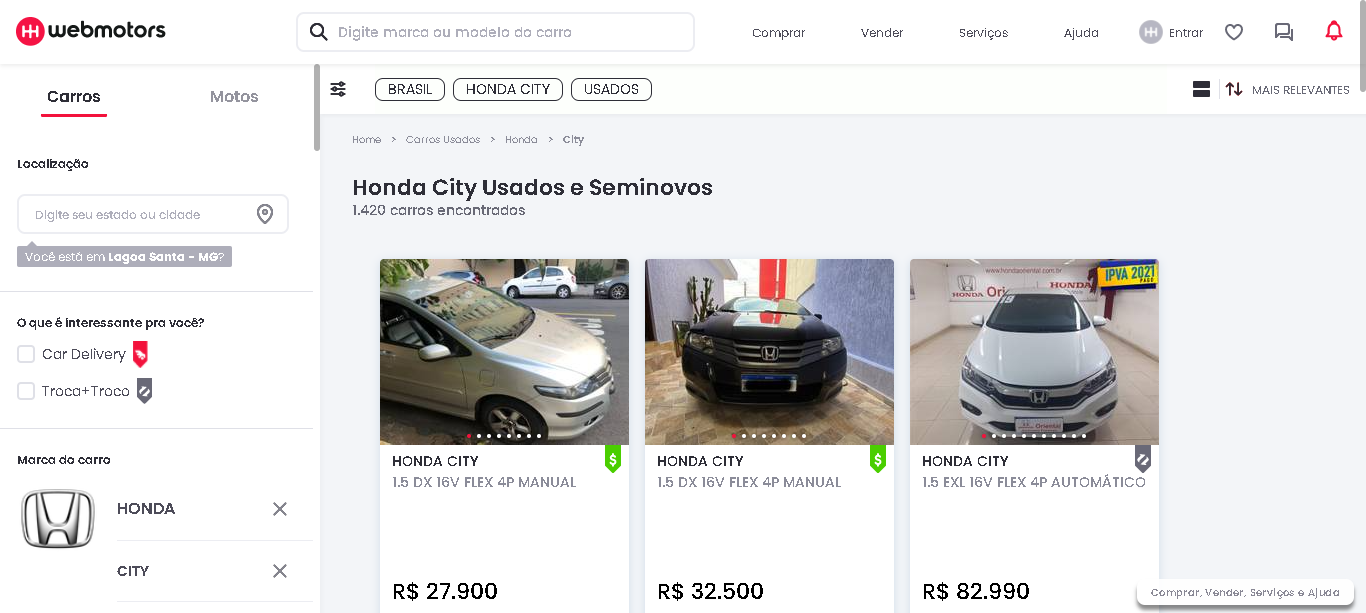 webmotors
Digite marca ou modelo do carro
Comprar
Vender
Serviços
Ajuda
Entrar
Carros
Motos
BRASIL
HONDA CITY
USADOS
MAIS RELEVANTES
Localização
Digite seu estado ou cidade
Você está em Lagoa Santa - MG?
O que é interessante pra você?
Car Delivery
Troca+Troco
Marca do carro
HONDA
CITY
Home > Carros Usados > Honda > City
Honda City Usados e Seminovos
1.420 carros encontrados
HONDA CITY
1.5 DX 16V FLEX 4P MANUAL
R$ 27.900
HONDA CITY
1.5 DX 16V FLEX 4P MANUAL
R$ 32.500
www.hondaoriental.com.br
IPVA 2021
PAGO
HONDA Ori
HONDA
Oriental
HONDA CITY
1.5 EXL 16V FLEX 4P AUTOMÁTICO
R$ 82.990
Comprar, Vender, Serviços e Ajuda